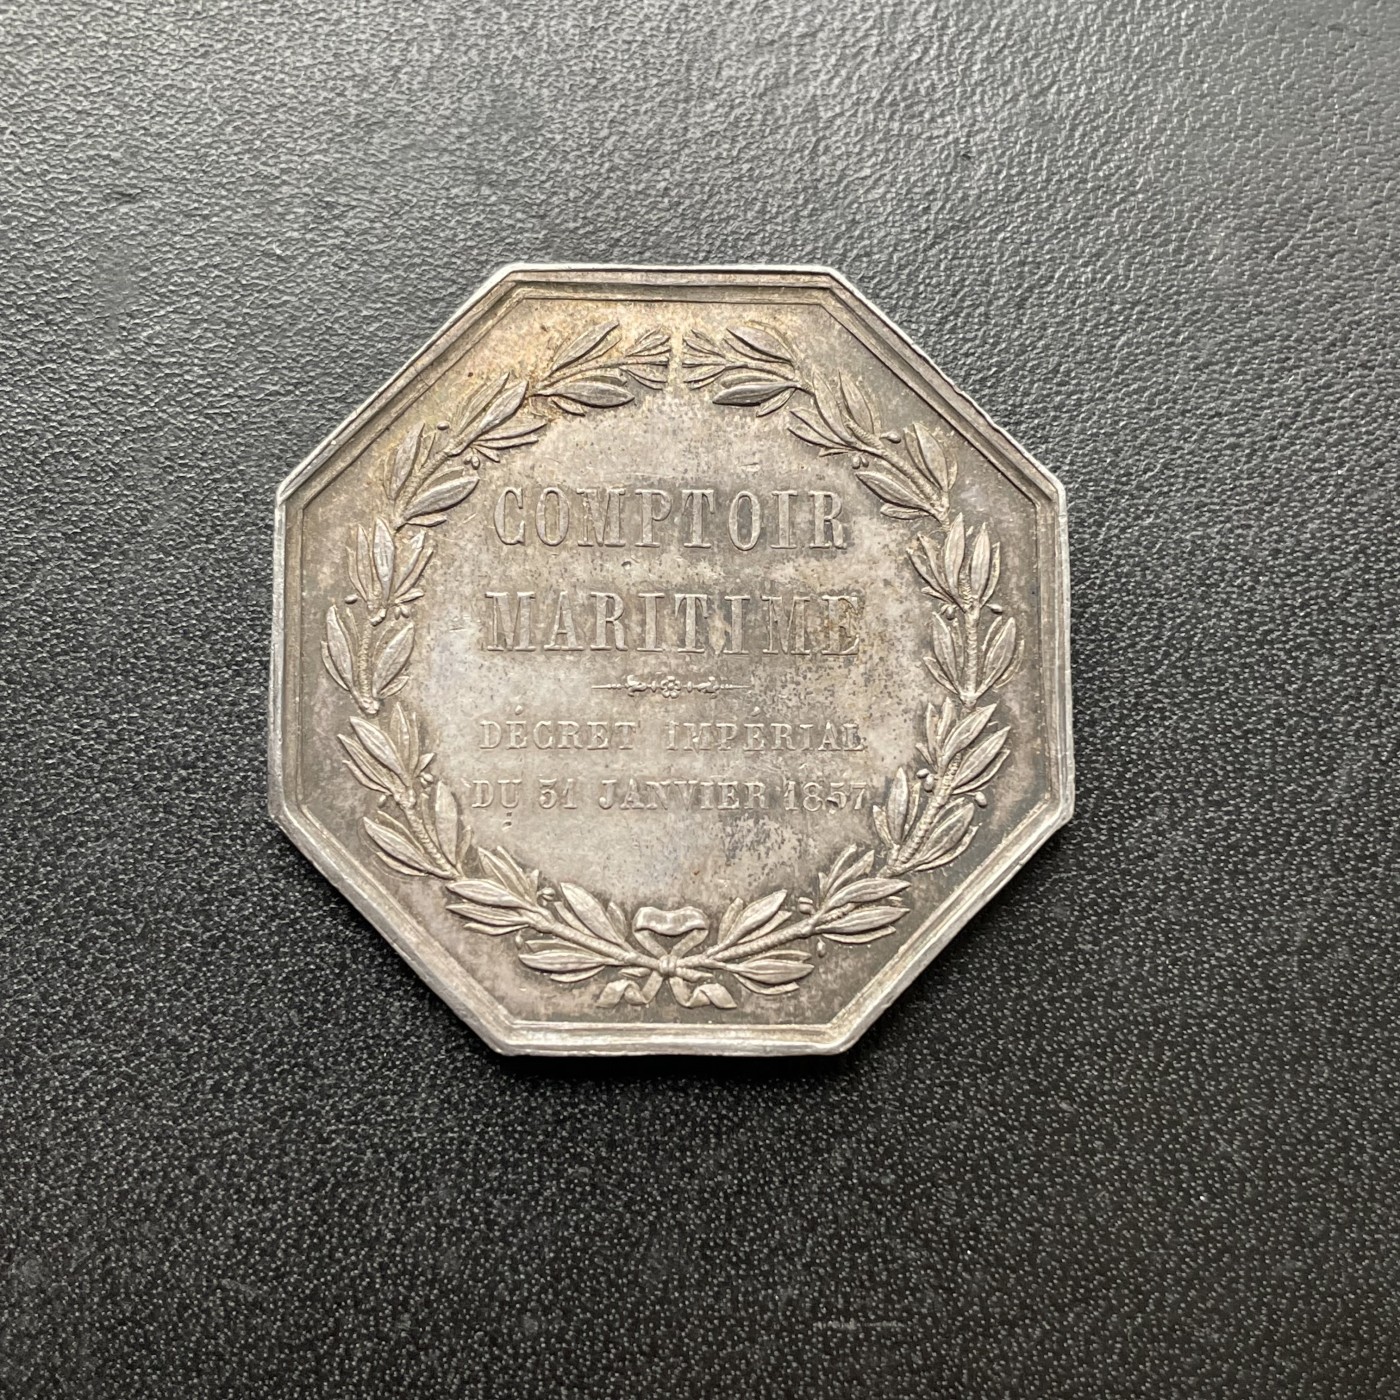 COMPTOIR
MARITIME
DÉCRET IMPÉRIAL
DU 31 JANVIER 1857